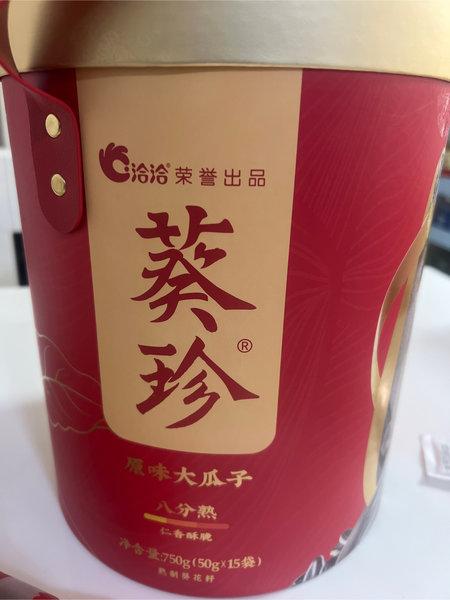 洽洽® 荣誉出品
葵珍®
原味大瓜子
八分熟
仁香酥脆
净含量:750g(50g×15袋)
熟制葵花籽